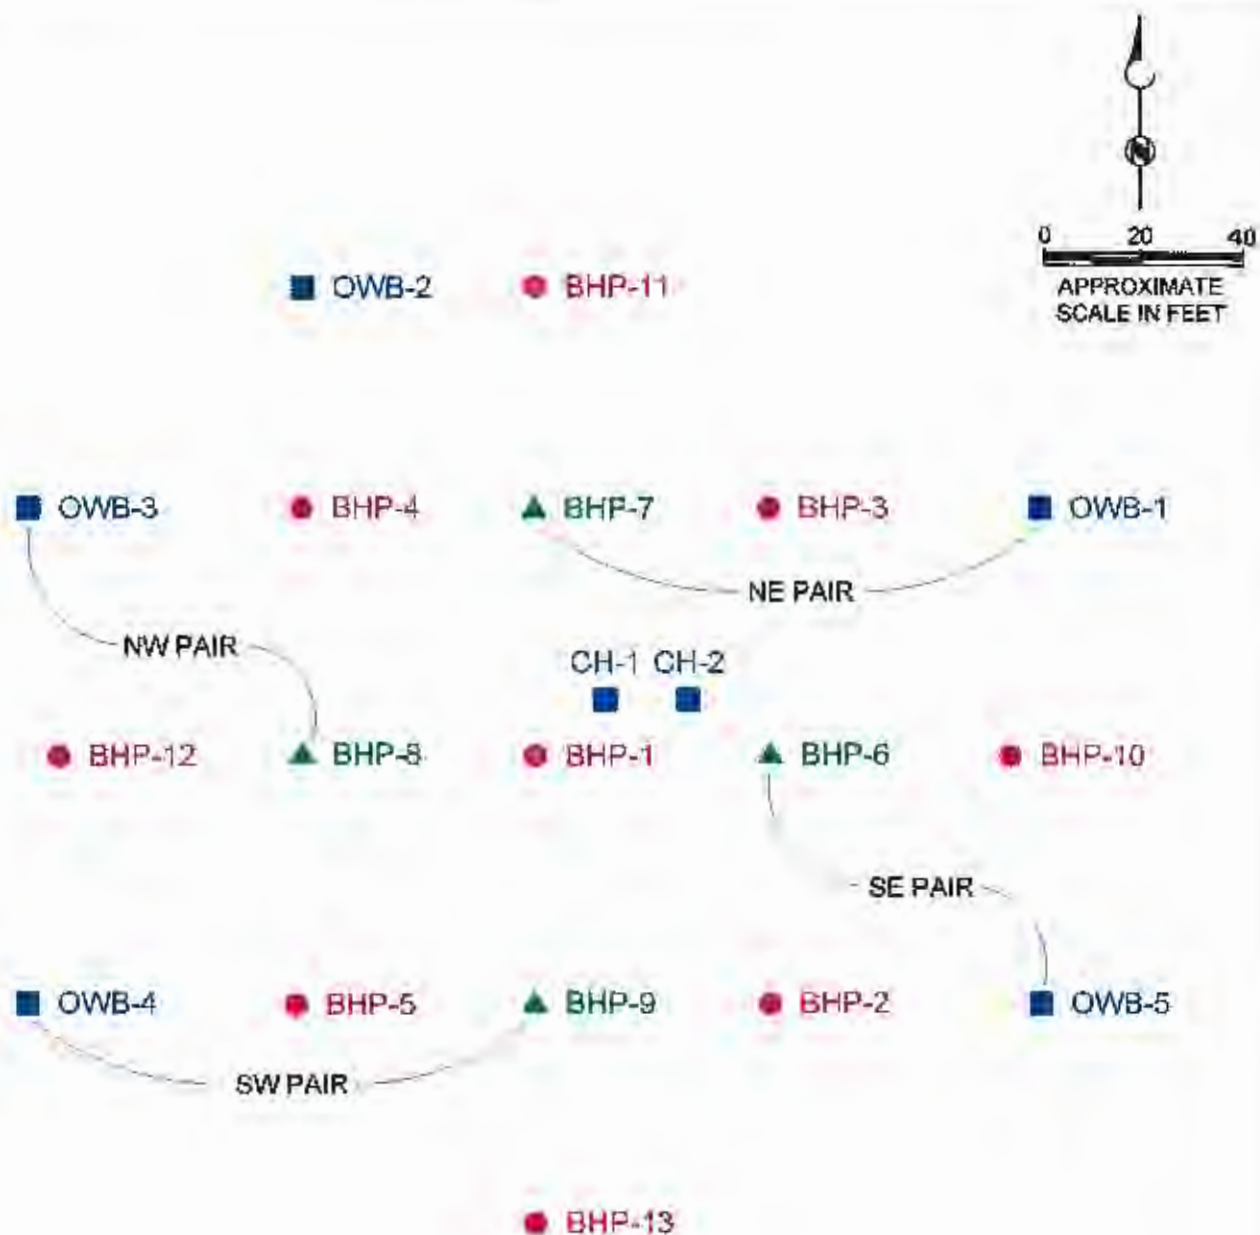 N
0 20 40
APPROXIMATE
SCALE IN FEET
OWB-2 BHP-11
OWB-3 BHP-4 BHP-7 BHP-3 OWB-1
NE PAIR
NW PAIR
CH-1 CH-2
BHP-12 BHP-8 BHP-1 BHP-6 BHP-10
SE PAIR
OWB-4 BHP-5 BHP-9 BHP-2 OWB-5
SW PAIR
BHP-13